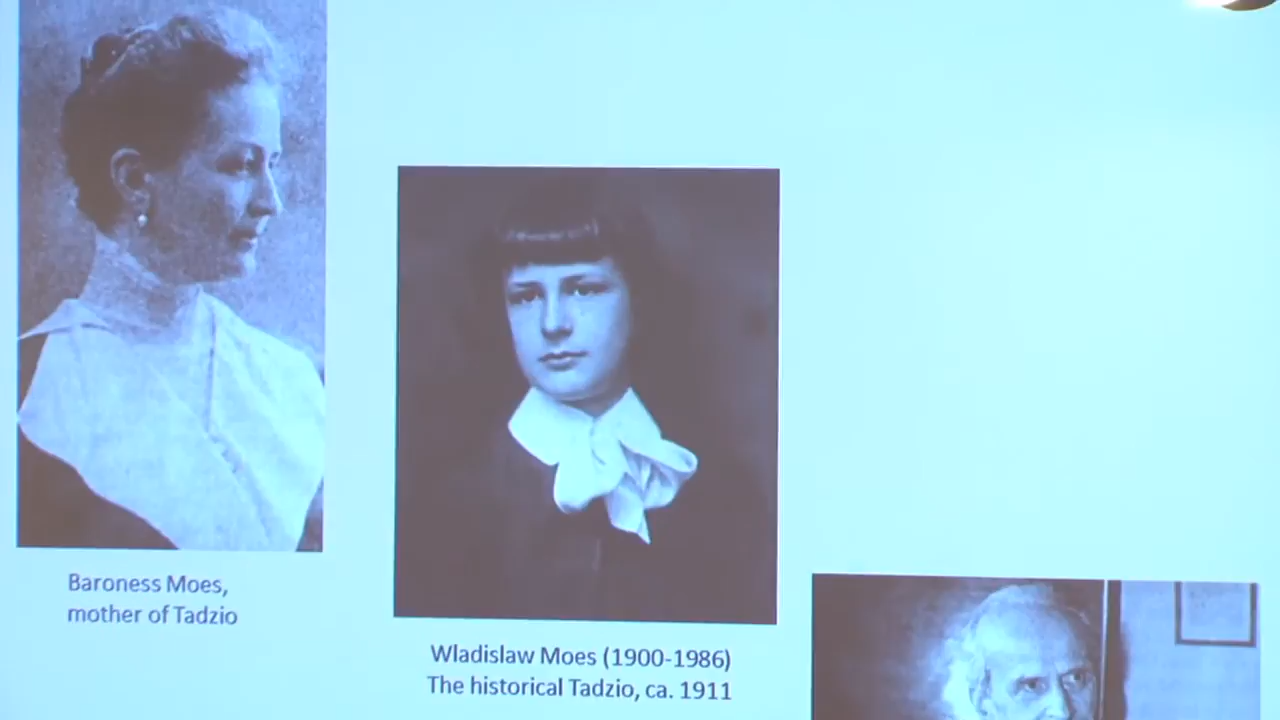 Baroness Moes,
mother of Tadzio
Wladislaw Moes (1900-1986)
The historical Tadzio, ca. 1911